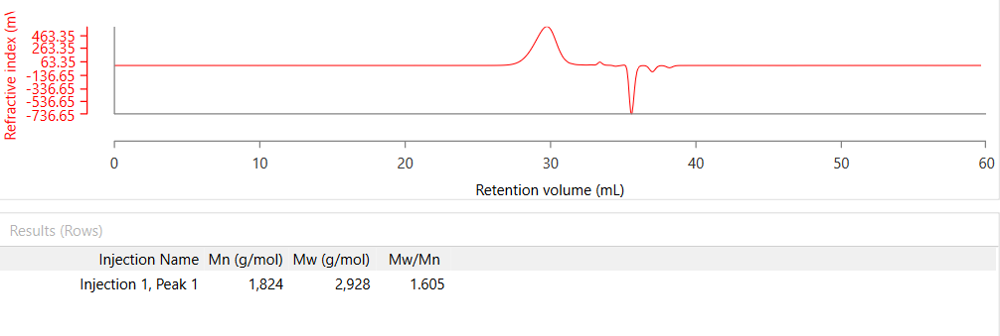 Refractive index (m\
463.35
263.35
63.35
-136.65
-336.65
-536.65
-736.65
0 10 20 30 40 50 60
Retention volume (mL)
Results (Rows)
Injection Name Mn (g/mol) Mw (g/mol) Mw/Mn
Injection 1, Peak 1 1,824 2,928 1.605